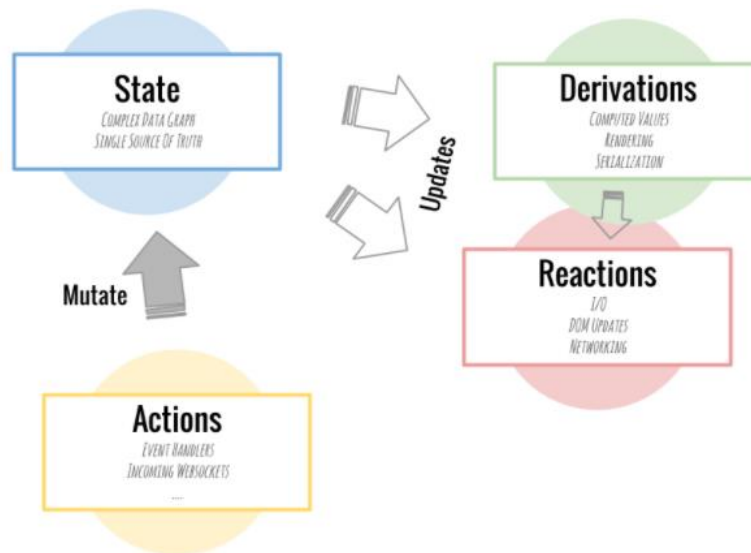 State
COMPLEX DATA GRAPH
SINGLE SOURCE OF TRUTH
Derivations
COMPUTED VALUES
RENDERING
SERIALIZATION
Updates
Reactions
I/O
DOM UPDATES
NETWORKING
Mutate
Actions
EVENT HANDLERS
INCOMING WEBSOCKETS
....